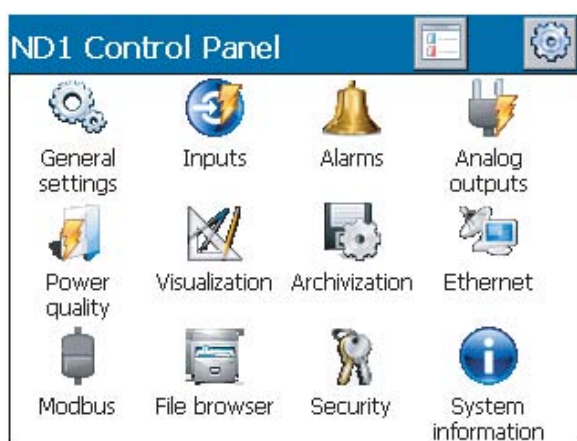 ND1 Control Panel
General
settings
Inputs
Alarms
Analog
outputs
Power
quality
Visualization
Archivization
Ethernet
Modbus
File browser
Security
System
information